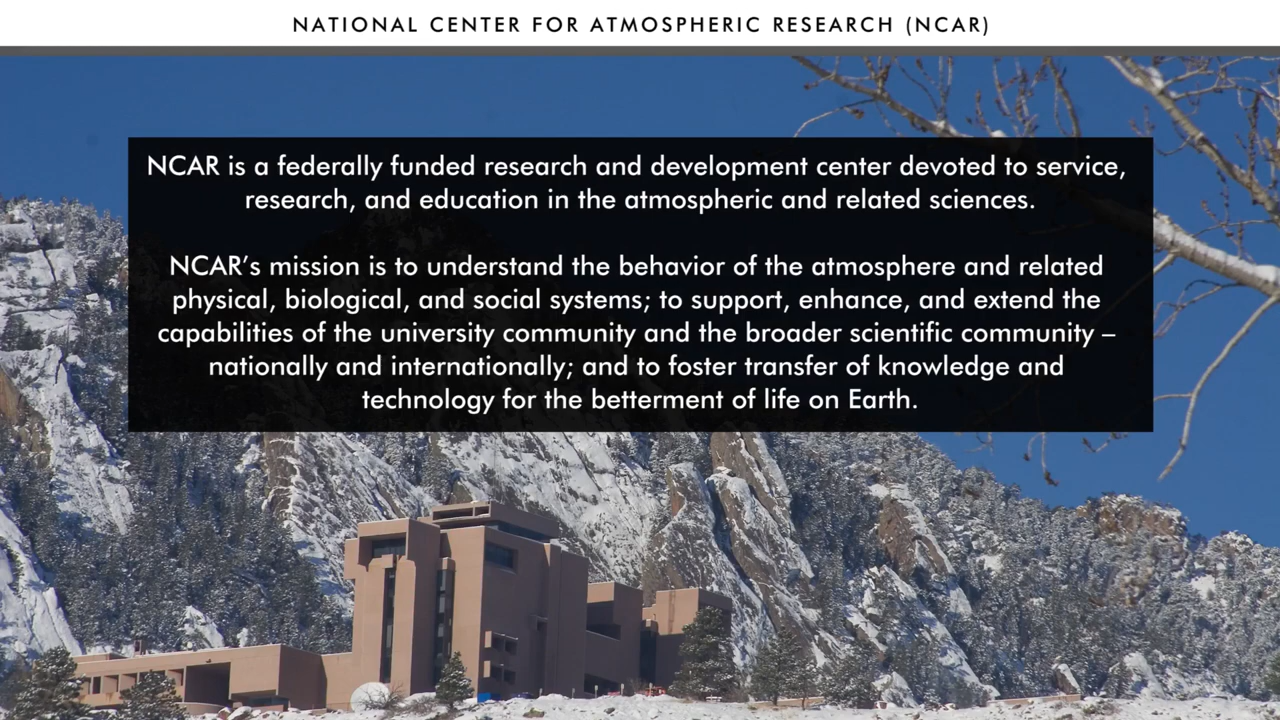 NATIONAL CENTER FOR ATMOSPHERIC RESEARCH (NCAR)
NCAR is a federally funded research and development center devoted to service,
research, and education in the atmospheric and related sciences.
NCAR’s mission is to understand the behavior of the atmosphere and related
physical, biological, and social systems; to support, enhance, and extend the
capabilities of the university community and the broader scientific community –
nationally and internationally; and to foster transfer of knowledge and
technology for the betterment of life on Earth.